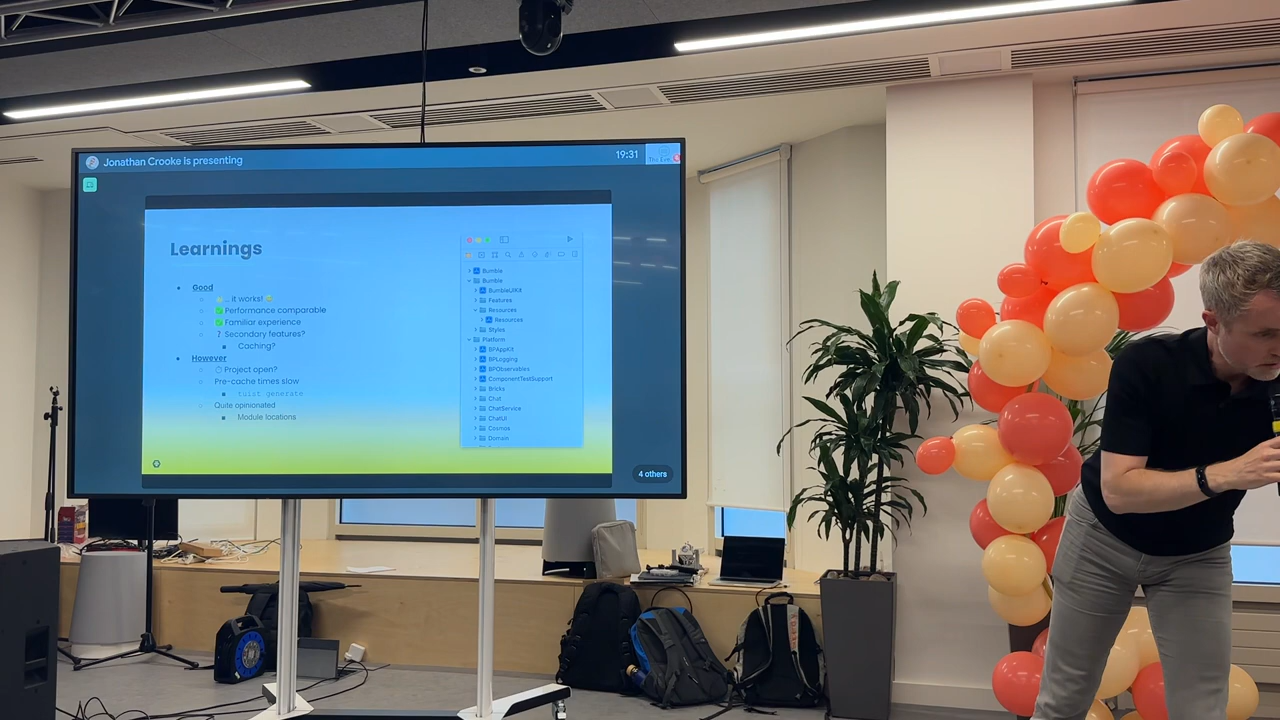 Jonathan Crooke is presenting
19:31
Learnings
Good
... it works!
Performance comparable
Familiar experience
? Secondary features?
Caching?
However
Project open?
Pre-cache times slow
tuist generate
Quite opinionated
Module locations
Bumble
Bumble
BumbleUIKit
Features
Resources
Resources
Styles
Platform
BPAppKit
BPLogging
BPObservables
ComponentTestSupport
Bricks
Chat
ChatService
ChatUI
Cosmos
Domain
4 others